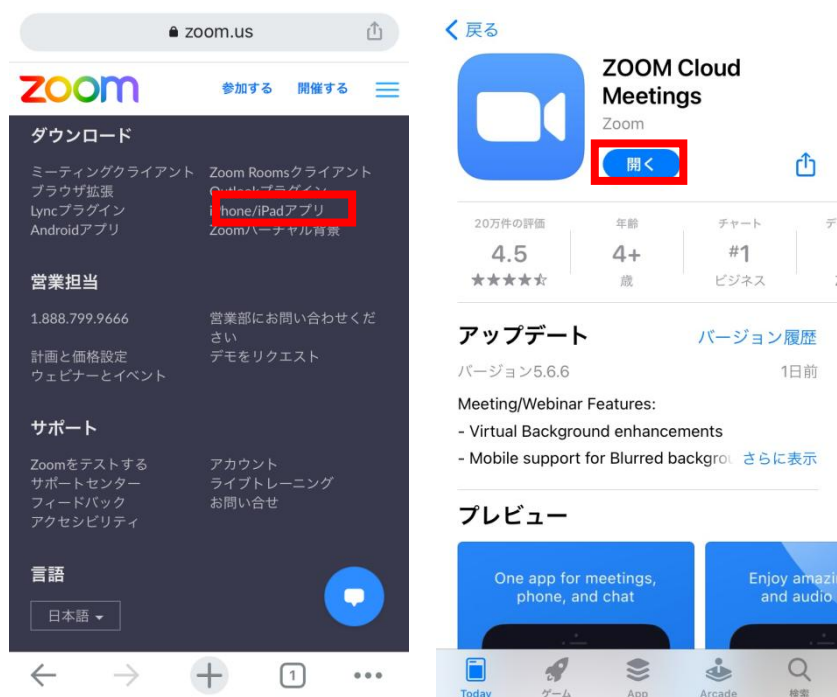 zoom.us
zoom
参加する 開催する
ダウンロード
ミーティングクライアント Zoom Roomsクライアント
ブラウザ拡張
Lyncプラグイン iPhone/iPadアプリ
Androidアプリ Zoomバーチャル背景
営業担当
1.888.799.9666 営業部にお問い合わせくだ
さい
計画と価格設定 デモをリクエスト
ウェビナーとイベント
サポート
Zoomをテストする アカウント
サポートセンター ライブトレーニング
フィードバック お問い合せ
アクセシビリティ
言語
日本語
1
戻る
ZOOM Cloud
Meetings
Zoom
開く
20万件の評価 年齢 チャート
4.5 4+ #1
歳 ビジネス
アップデート バージョン履歴
バージョン5.6.6 1日前
Meeting/Webinar Features:
- Virtual Background enhancements
- Mobile support for Blurred backgrou さらに表示
プレビュー
One app for meetings,
phone, and chat
Enjoy amazi
and audio
Today ゲーム App Arcade 検索